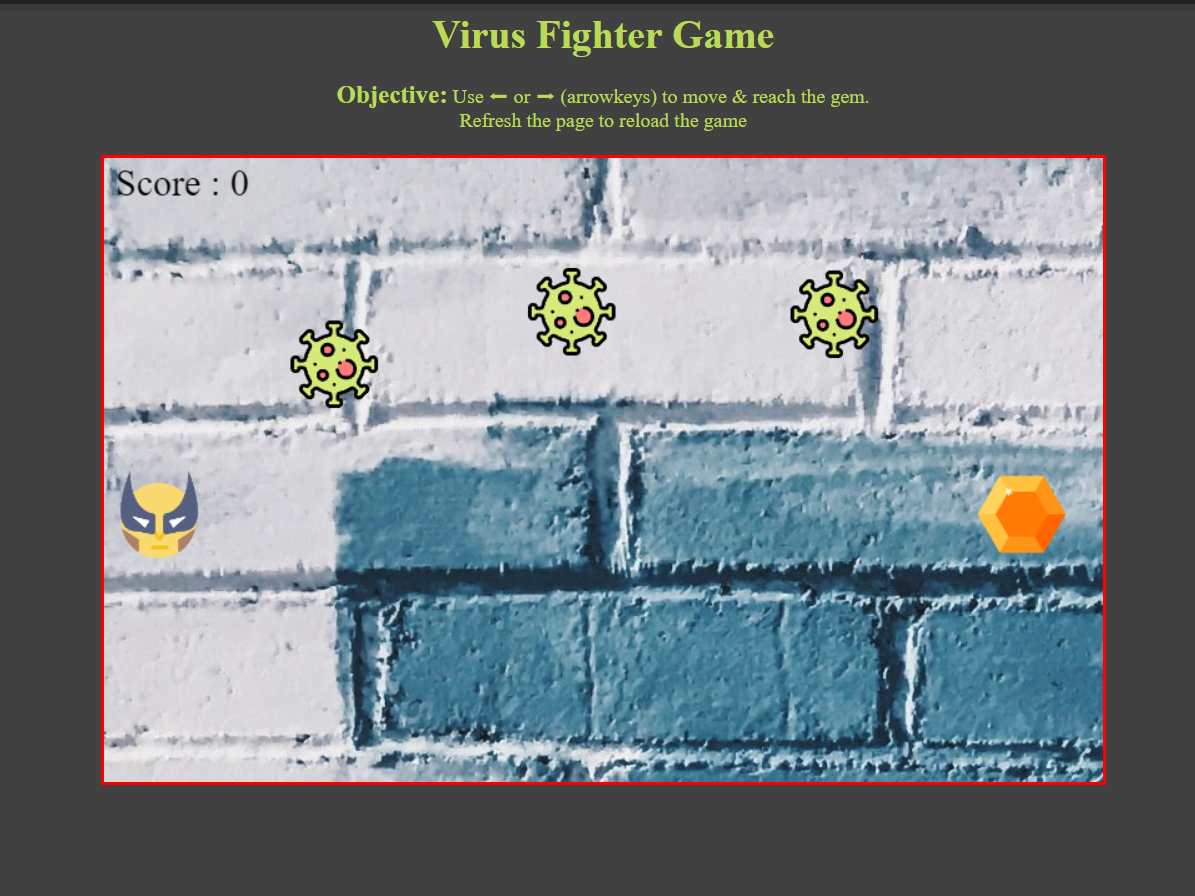 Virus Fighter Game
Objective: Use ← or → (arrowkeys) to move & reach the gem.
Refresh the page to reload the game
Score : 0